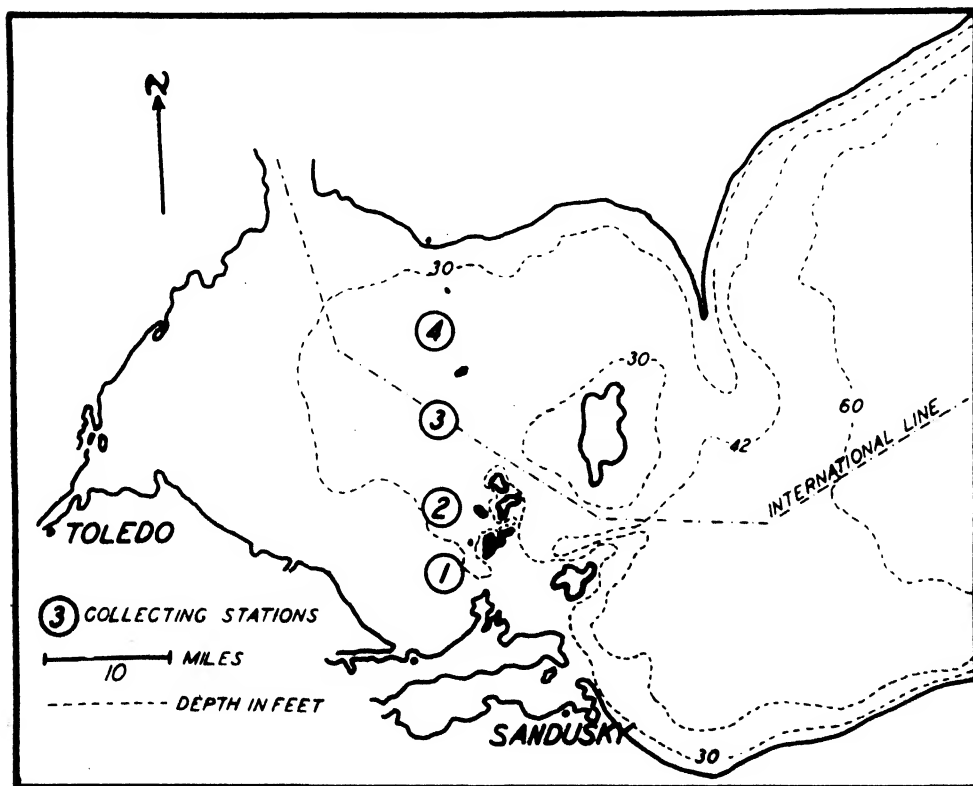 N
30
4
30
3
60
42
INTERNATIONAL LINE
2
TOLEDO
1
3 COLLECTING STATIONS
10 MILES
DEPTH IN FEET
SANDUSKY
30